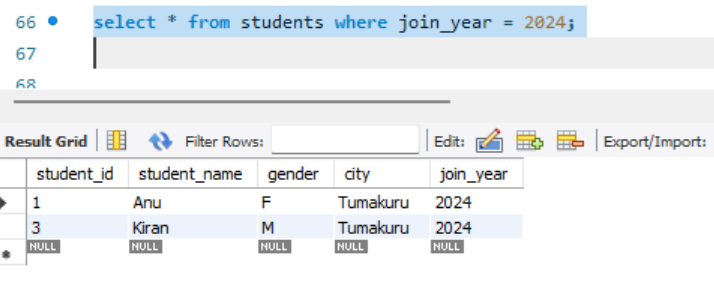 66 select * from students where join_year = 2024;
67
68
Result Grid Filter Rows: Edit: Export/Import:
student_id student_name gender city join_year
1 Anu F Tumakuru 2024
3 Kiran M Tumakuru 2024
NULL NULL NULL NULL NULL